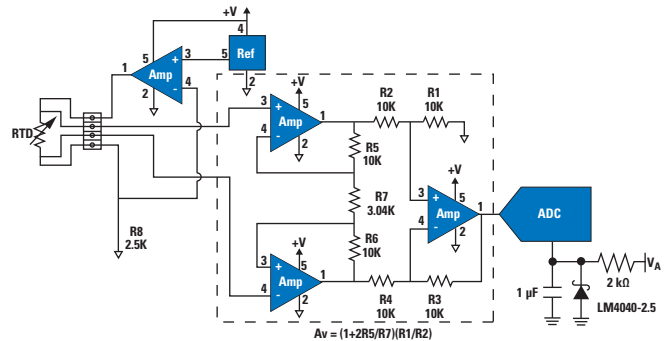 +V
4
5
1
Amp
3
+
5
Ref
4
-
2
2
RTD
R8
2.5K
+V
3
+
5
1
Amp
4
-
2
R2
10K
R1
10K
R5
10K
R7
3.04K
R6
10K
+V
3
+
5
1
Amp
4
-
2
+V
3
+
5
1
Amp
4
-
2
R4
10K
R3
10K
Av = (1+2R5/R7)(R1/R2)
ADC
1 µF
LM4040-2.5
2 kΩ
VA